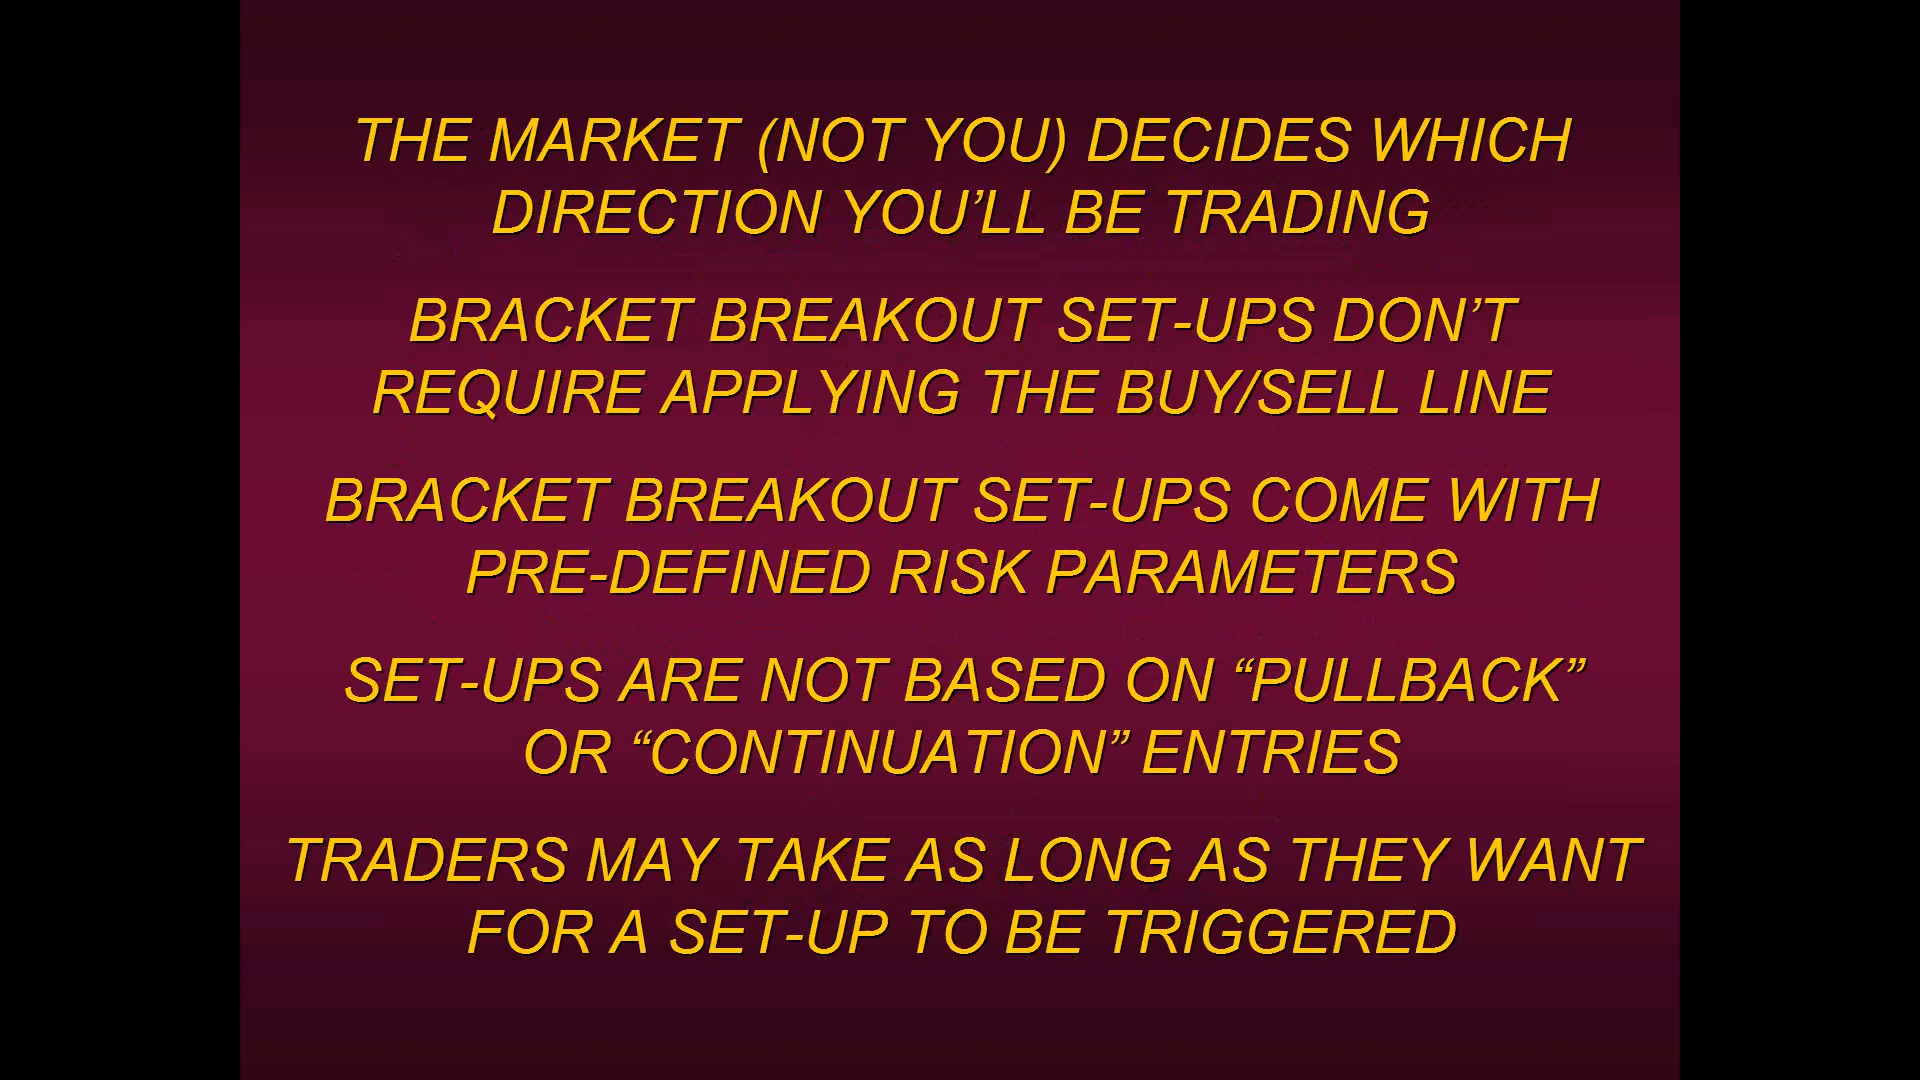 THE MARKET (NOT YOU) DECIDES WHICH
DIRECTION YOU’LL BE TRADING
BRACKET BREAKOUT SET-UPS DON’T
REQUIRE APPLYING THE BUY/SELL LINE
BRACKET BREAKOUT SET-UPS COME WITH
PRE-DEFINED RISK PARAMETERS
SET-UPS ARE NOT BASED ON “PULLBACK”
OR “CONTINUATION” ENTRIES
TRADERS MAY TAKE AS LONG AS THEY WANT
FOR A SET-UP TO BE TRIGGERED